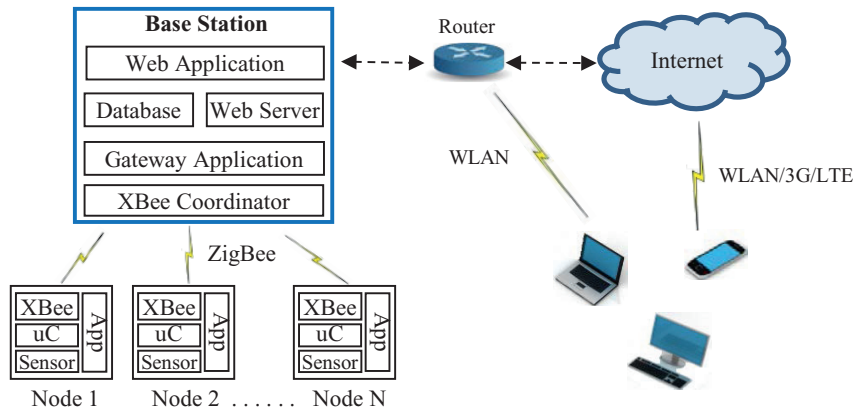 Base Station
Web Application
Database
Web Server
Gateway Application
XBee Coordinator
Router
Internet
WLAN
WLAN/3G/LTE
ZigBee
XBee
uC
Sensor
App
XBee
uC
Sensor
App
XBee
uC
Sensor
App
Node 1
Node 2 . . . . . . Node N